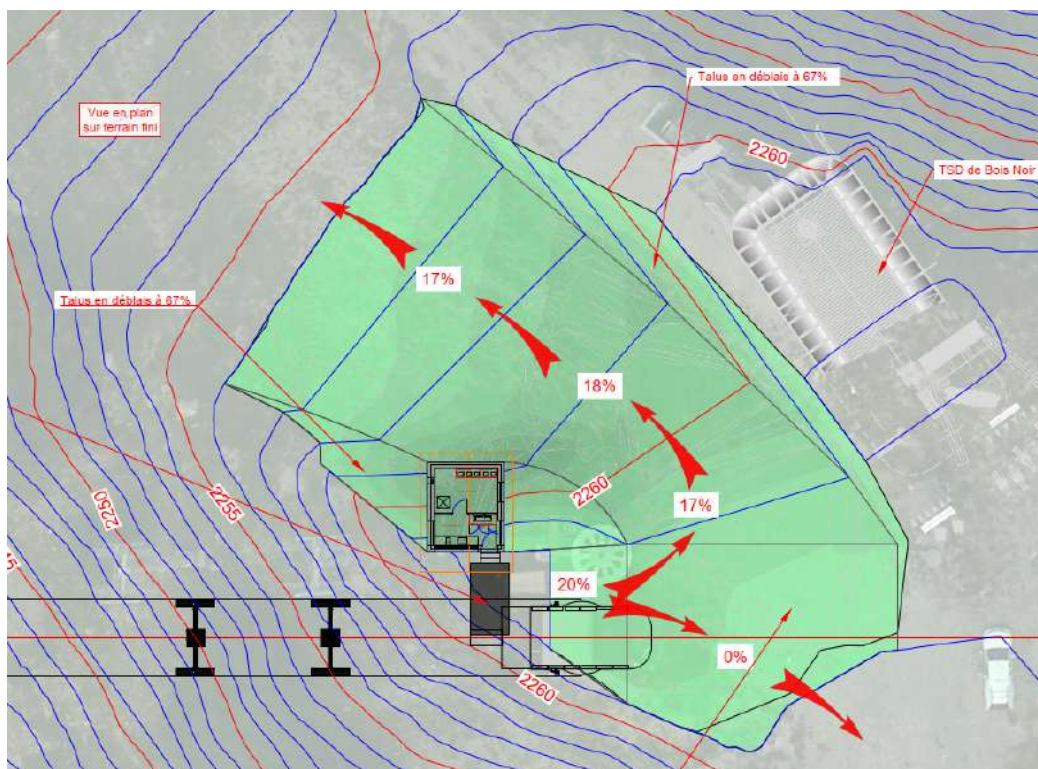 Talus en déblais à 67%
Vue en plan
sur terrain fini
2260
TSD de Bois Noir
17%
Talus en déblais à 67%
18%
2260
17%
2250
2255
20%
0%
2260